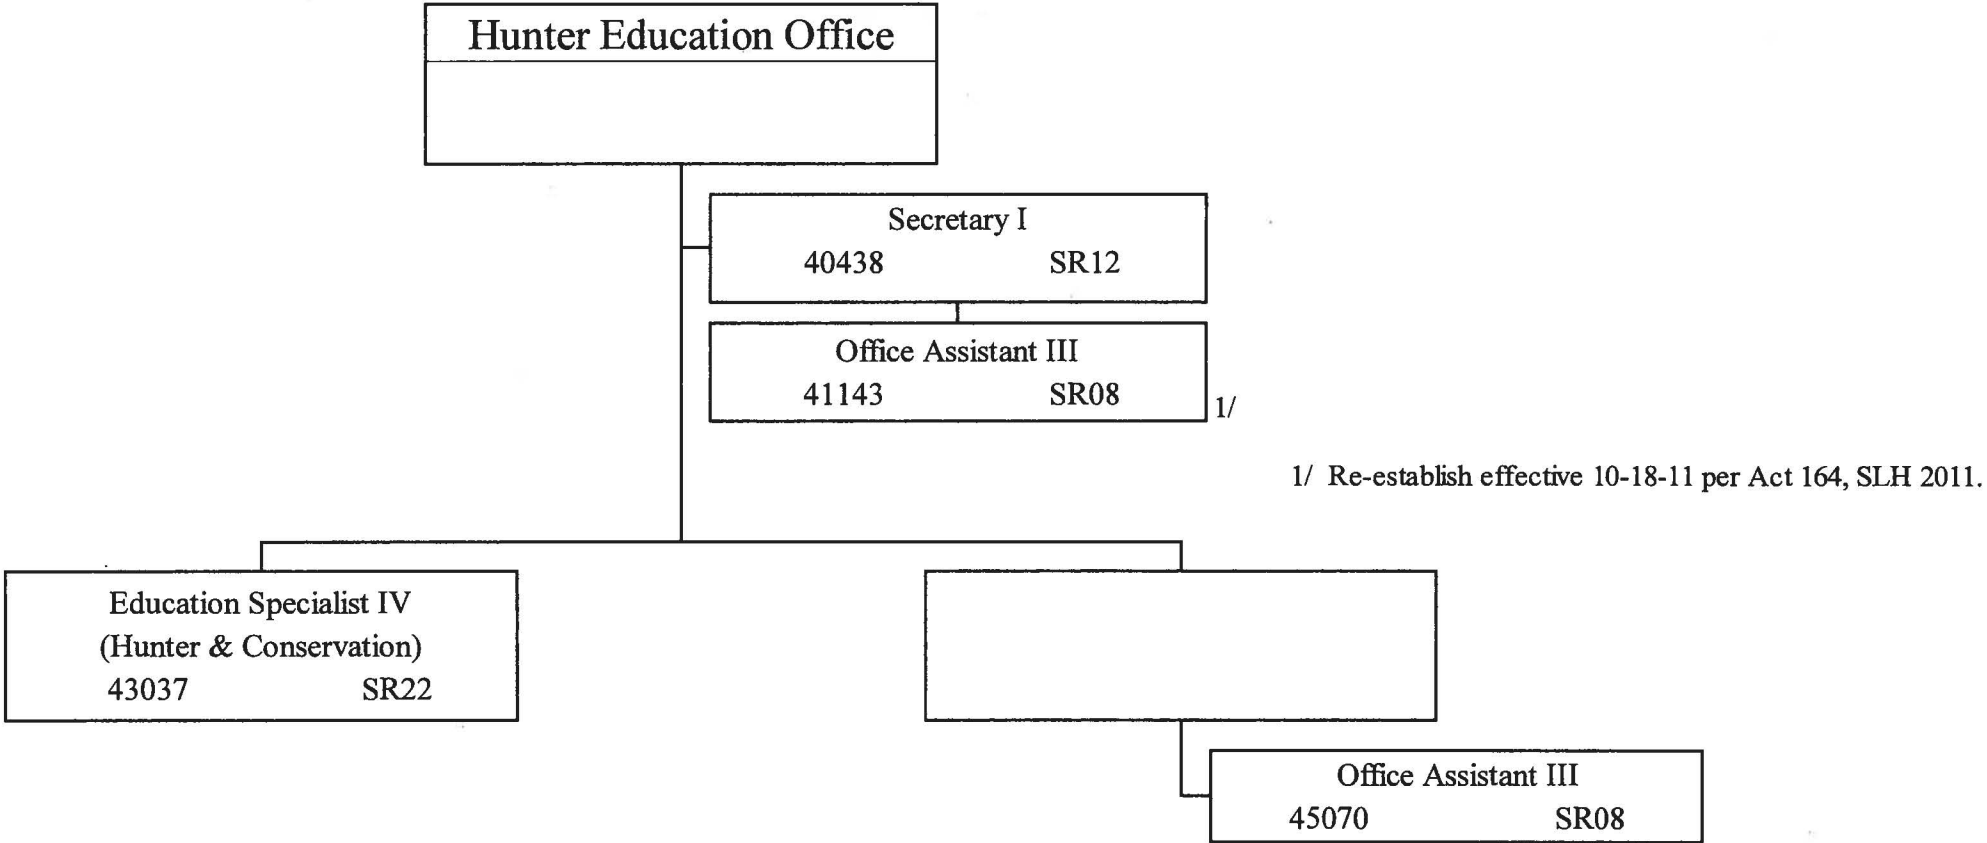 Hunter Education Office
Secretary I
40438 SR12
Office Assistant III
41143 SR08
1/
1/ Re-establish effective 10-18-11 per Act 164, SLH 2011.
Education Specialist IV
(Hunter & Conservation)
43037 SR22
Office Assistant III
45070 SR08